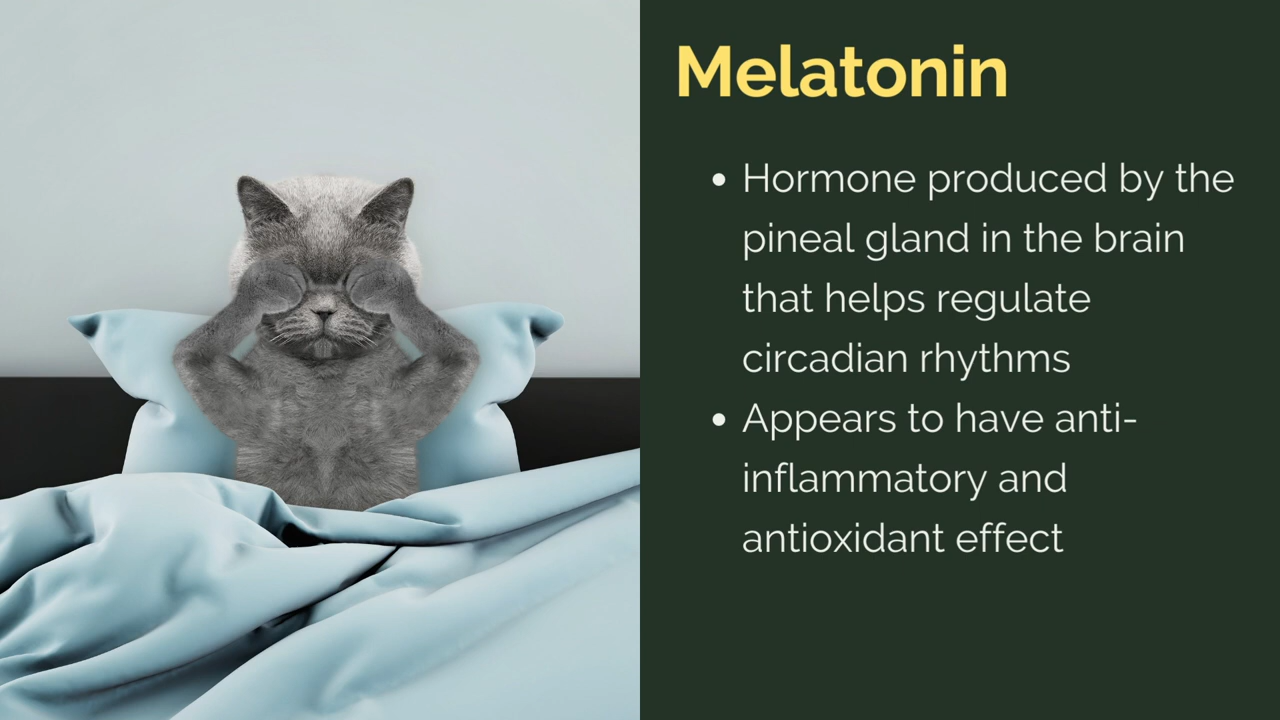 Melatonin
• Hormone produced by the
pineal gland in the brain
that helps regulate
circadian rhythms
• Appears to have anti-
inflammatory and
antioxidant effect